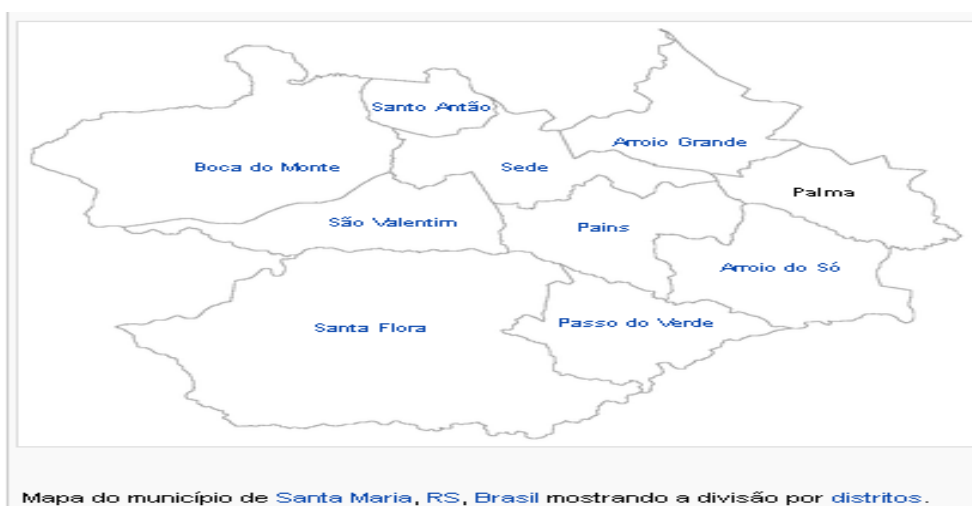 Santo Antão
Arroio Grande
Boca do Monte
Sede
Palma
São Valentim
Pains
Arroio do Só
Passo do Verde
Santa Flora
Mapa do município de Santa Maria, RS, Brasil mostrando a divisão por distritos.